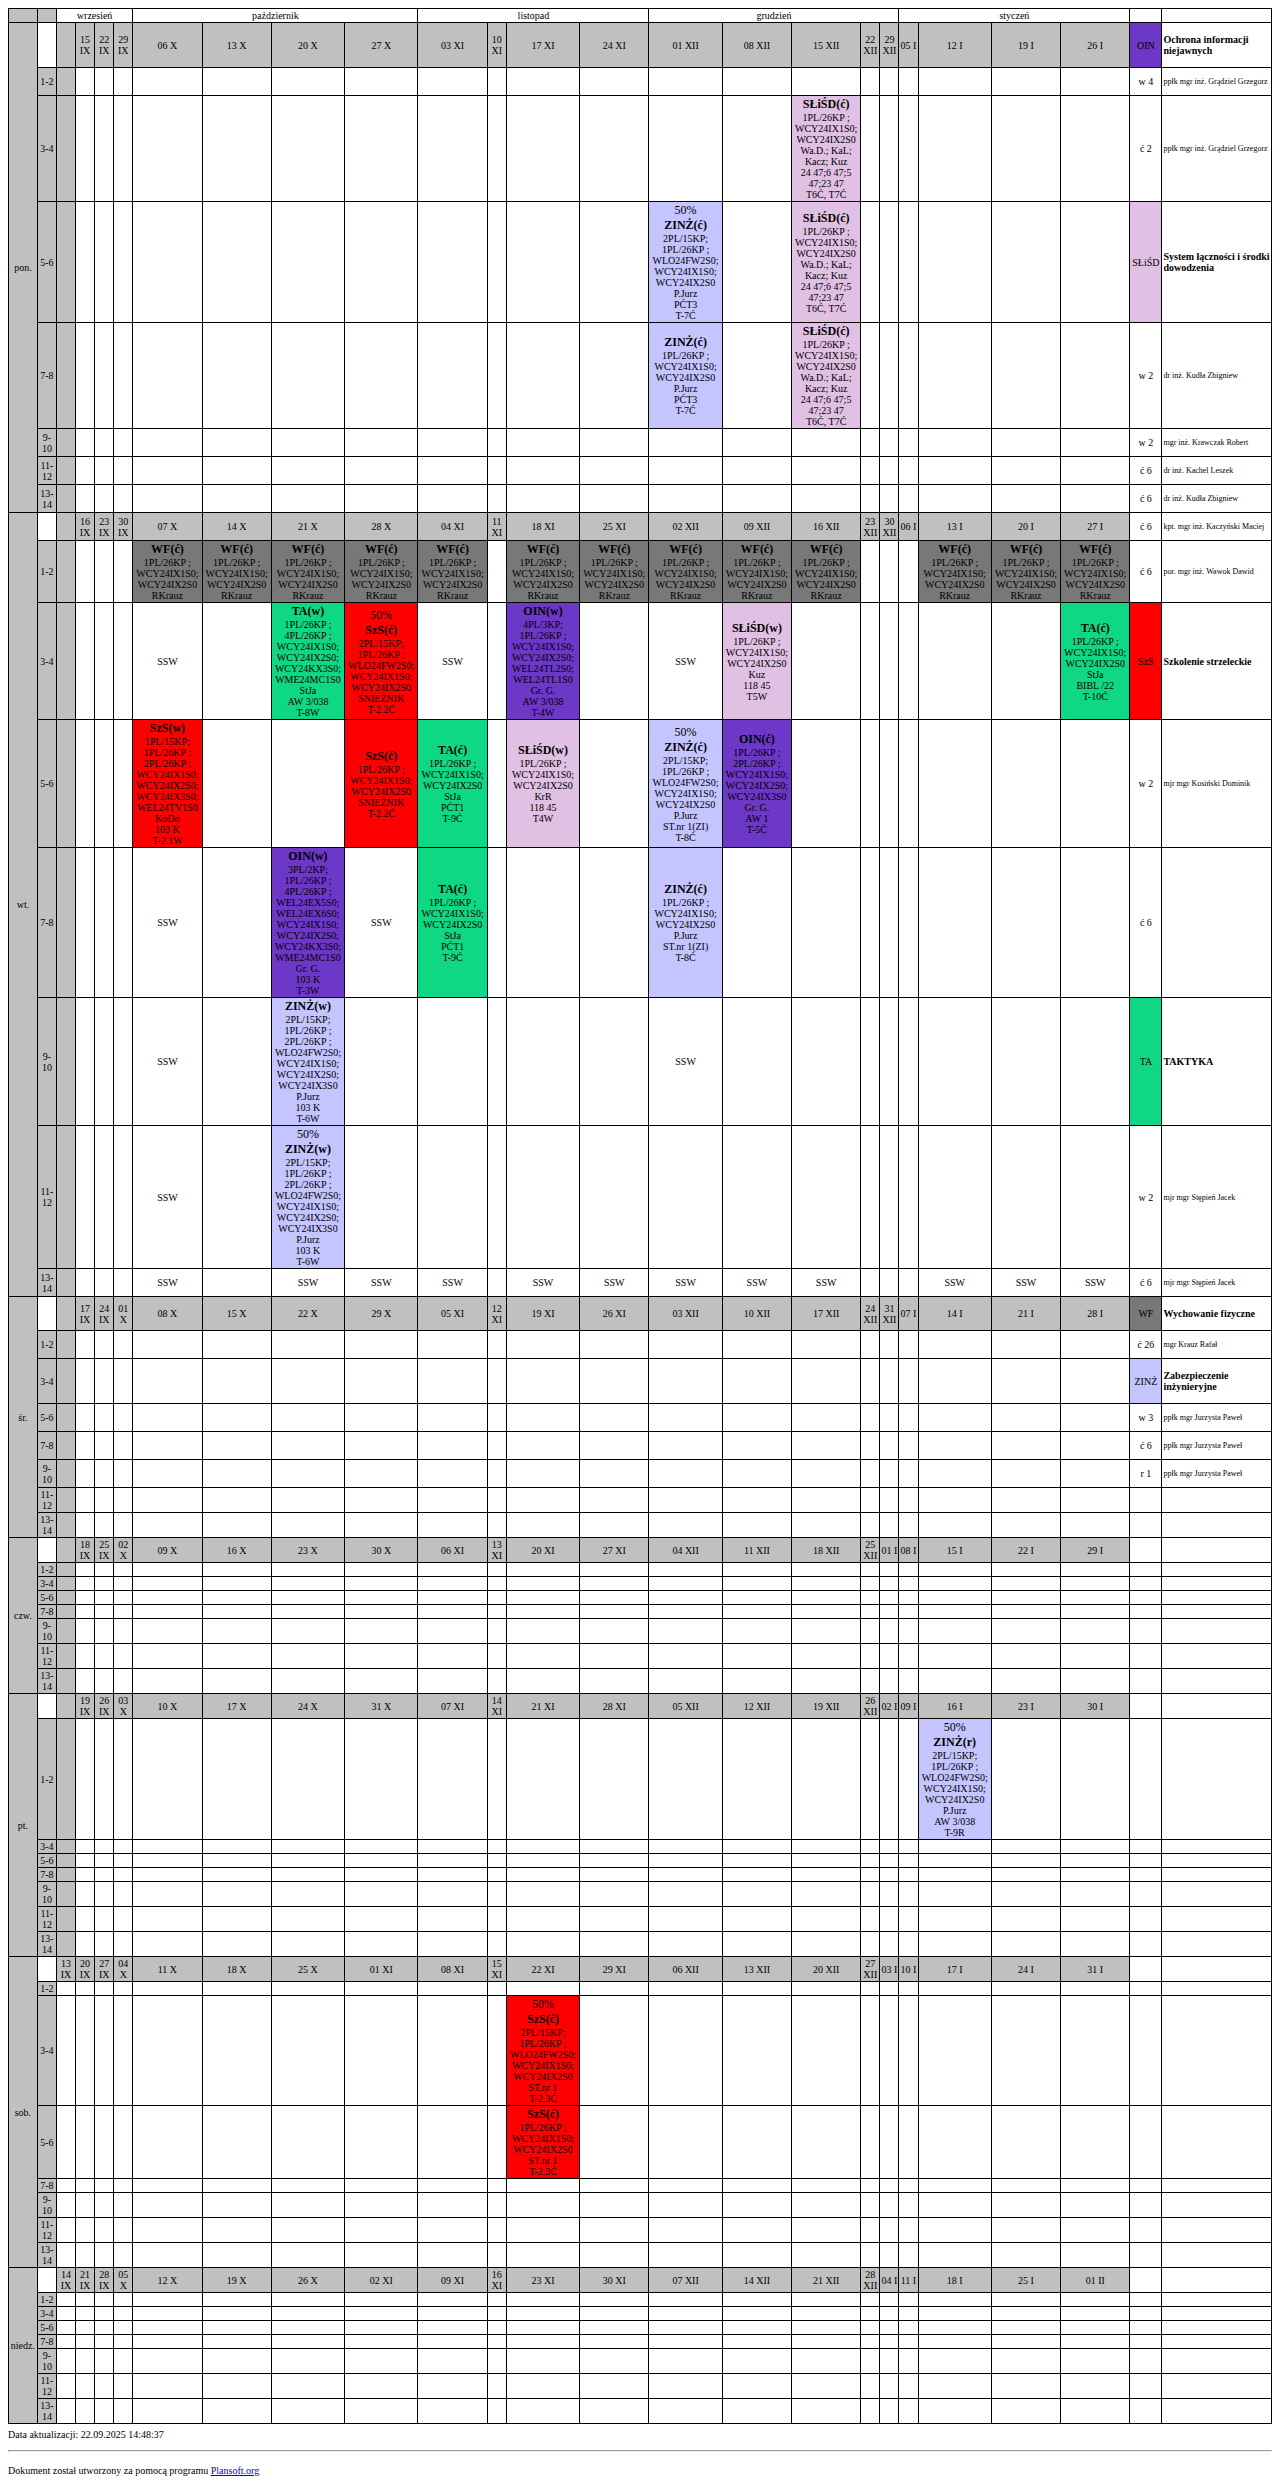 wrzesień październik listopad grudzień styczeń
pon.
15 IX 22 IX 29 IX 06 X 13 X 20 X 27 X 03 XI 10 XI 17 XI 24 XI 01 XII 08 XII 15 XII 22 XII 29 XII 05 I 12 I 19 I 26 I OIN Ochrona informacji niejawnych
1-2 w 4 ppłk mgr inż. Grądziel Grzegorz
3-4
SŁiŚD(ć)
1PL/26KP ;
WCY24IX1S0;
WCY24IX2S0
Wa.D.; KaL;
Kacz; Kuz
24 47;6 47;5
47;23 47
T6Ć, T7Ć
ć 2 ppłk mgr inż. Grądziel Grzegorz
5-6
50%
ZINŻ(ć)
2PL/15KP;
1PL/26KP ;
WLO24FW2S0;
WCY24IX1S0;
WCY24IX2S0
P.Jurz
PĆT3
T-7Ć
SŁiŚD(ć)
1PL/26KP ;
WCY24IX1S0;
WCY24IX2S0
Wa.D.; KaL;
Kacz; Kuz
24 47;6 47;5
47;23 47
T6Ć, T7Ć
SŁiŚD System łączności i środki dowodzenia
7-8
ZINŻ(ć)
1PL/26KP ;
WCY24IX1S0;
WCY24IX2S0
P.Jurz
PĆT3
T-7Ć
SŁiŚD(ć)
1PL/26KP ;
WCY24IX1S0;
WCY24IX2S0
Wa.D.; KaL;
Kacz; Kuz
24 47;6 47;5
47;23 47
T6Ć, T7Ć
w 2 dr inż. Kudła Zbigniew
9-10 w 2 mgr inż. Krawczak Robert
11-12 ć 6 dr inż. Kachel Leszek
13-14 ć 6 dr inż. Kudła Zbigniew
wt.
16 IX 23 IX 30 IX 07 X 14 X 21 X 28 X 04 XI 11 XI 18 XI 25 XI 02 XII 09 XII 16 XII 23 XII 30 XII 06 I 13 I 20 I 27 I ć 6 kpt. mgr inż. Kaczyński Maciej
1-2
WF(ć) WF(ć) WF(ć) WF(ć) WF(ć) WF(ć) WF(ć) WF(ć) WF(ć) WF(ć) WF(ć) WF(ć) WF(ć)
1PL/26KP ; 1PL/26KP ; 1PL/26KP ; 1PL/26KP ; 1PL/26KP ; 1PL/26KP ; 1PL/26KP ; 1PL/26KP ; 1PL/26KP ; 1PL/26KP ; 1PL/26KP ; 1PL/26KP ; 1PL/26KP ;
WCY24IX1S0; WCY24IX1S0; WCY24IX1S0; WCY24IX1S0; WCY24IX1S0; WCY24IX1S0; WCY24IX1S0; WCY24IX1S0; WCY24IX1S0; WCY24IX1S0; WCY24IX1S0; WCY24IX1S0; WCY24IX1S0;
WCY24IX2S0 WCY24IX2S0 WCY24IX2S0 WCY24IX2S0 WCY24IX2S0 WCY24IX2S0 WCY24IX2S0 WCY24IX2S0 WCY24IX2S0 WCY24IX2S0 WCY24IX2S0 WCY24IX2S0 WCY24IX2S0
RKrauz RKrauz RKrauz RKrauz RKrauz RKrauz RKrauz RKrauz RKrauz RKrauz RKrauz RKrauz RKrauz
ć 6 por. mgr inż. Wawok Dawid
3-4
SSW
TA(w)
1PL/26KP ;
4PL/26KP ;
WCY24IX1S0;
WCY24IX2S0;
WCY24KX3S0;
WME24MC1S0
StJa
AW 3/038
T-8W
50%
SzS(ć)
2PL/15KP;
1PL/26KP ;
WLO24FW2S0;
WCY24IX1S0;
WCY24IX2S0
ŚNIEŻNIK
T-2.2Ć
SSW
OIN(w)
4PL/3KP;
1PL/26KP ;
WCY24IX1S0;
WCY24IX2S0;
WEL24TL2S0;
WEL24TL1S0
Gr. G.
AW 3/038
T-4W
SSW
SŁiŚD(w)
1PL/26KP ;
WCY24IX1S0;
WCY24IX2S0
Kuz
118 45
T5W
TA(ć)
1PL/26KP ;
WCY24IX1S0;
WCY24IX2S0
StJa
BIBL /22
T-10Ć
SzS Szkolenie strzeleckie
5-6
SzS(w)
1PL/15KP;
1PL/26KP ;
2PL/26KP ;
WCY24IX1S0;
WCY24IX2S0;
WCY24IX3S0;
WEL24TV1S0
KoDo
103 K
T-2.1W
SzS(ć)
1PL/26KP ;
WCY24IX1S0;
WCY24IX2S0
ŚNIEŻNIK
T-2.2Ć
TA(ć)
1PL/26KP ;
WCY24IX1S0;
WCY24IX2S0
StJa
PĆT1
T-9Ć
SŁiŚD(w)
1PL/26KP ;
WCY24IX1S0;
WCY24IX2S0
KrR
118 45
T4W
50%
ZINŻ(ć)
2PL/15KP;
1PL/26KP ;
WLO24FW2S0;
WCY24IX1S0;
WCY24IX2S0
P.Jurz
ST.nr 1(ZI)
T-8Ć
OIN(ć)
1PL/26KP ;
2PL/26KP ;
WCY24IX1S0;
WCY24IX2S0;
WCY24IX3S0
Gr. G.
AW 1
T-5Ć
w 2 mjr mgr Kosiński Dominik
7-8
SSW
OIN(w)
3PL/2KP;
1PL/26KP ;
4PL/26KP ;
WEL24EX5S0;
WEL24EX6S0;
WCY24IX1S0;
WCY24IX2S0;
WCY24KX3S0;
WME24MC1S0
Gr. G.
103 K
T-3W
SSW
TA(ć)
1PL/26KP ;
WCY24IX1S0;
WCY24IX2S0
StJa
PĆT1
T-9Ć
ZINŻ(ć)
1PL/26KP ;
WCY24IX1S0;
WCY24IX2S0
P.Jurz
ST.nr 1(ZI)
T-8Ć
ć 6
9-10
SSW
ZINŻ(w)
2PL/15KP;
1PL/26KP ;
2PL/26KP ;
WLO24FW2S0;
WCY24IX1S0;
WCY24IX2S0;
WCY24IX3S0
P.Jurz
103 K
T-6W
SSW
TA TAKTYKA
11-12
SSW
50%
ZINŻ(w)
2PL/15KP;
1PL/26KP ;
2PL/26KP ;
WLO24FW2S0;
WCY24IX1S0;
WCY24IX2S0;
WCY24IX3S0
P.Jurz
103 K
T-6W
w 2 mjr mgr Stępień Jacek
13-14 SSW SSW SSW SSW SSW SSW SSW SSW SSW SSW SSW SSW ć 6 mjr mgr Stępień Jacek
śr.
17 IX 24 IX 01 X 08 X 15 X 22 X 29 X 05 XI 12 XI 19 XI 26 XI 03 XII 10 XII 17 XII 24 XII 31 XII 07 I 14 I 21 I 28 I WF Wychowanie fizyczne
1-2 ć 26 mgr Krauz Rafał
3-4 ZINŻ Zabezpieczenie inżynieryjne
5-6 w 3 ppłk mgr Jurzysta Paweł
7-8 ć 6 ppłk mgr Jurzysta Paweł
9-10 r 1 ppłk mgr Jurzysta Paweł
11-12
13-14
czw.
18 IX 25 IX 02 X 09 X 16 X 23 X 30 X 06 XI 13 XI 20 XI 27 XI 04 XII 11 XII 18 XII 25 XII 01 I 08 I 15 I 22 I 29 I
1-2
3-4
5-6
7-8
9-10
11-12
13-14
pt.
19 IX 26 IX 03 X 10 X 17 X 24 X 31 X 07 XI 14 XI 21 XI 28 XI 05 XII 12 XII 19 XII 26 XII 02 I 09 I 16 I 23 I 30 I
1-2
50%
ZINŻ(r)
2PL/15KP;
1PL/26KP ;
WLO24FW2S0;
WCY24IX1S0;
WCY24IX2S0
P.Jurz
AW 3/038
T-9R
3-4
5-6
7-8
9-10
11-12
13-14
sob.
13 IX 20 IX 27 IX 04 X 11 X 18 X 25 X 01 XI 08 XI 15 XI 22 XI 29 XI 06 XII 13 XII 20 XII 27 XII 03 I 10 I 17 I 24 I 31 I
1-2
3-4
50%
SzS(ć)
2PL/15KP;
1PL/26KP ;
WLO24FW2S0;
WCY24IX1S0;
WCY24IX2S0
ST.nr 1
T-2.3Ć
5-6
SzS(ć)
1PL/26KP ;
WCY24IX1S0;
WCY24IX2S0
ST.nr 1
T-2.3Ć
7-8
9-10
11-12
13-14
niedz.
14 IX 21 IX 28 IX 05 X 12 X 19 X 26 X 02 XI 09 XI 16 XI 23 XI 30 XI 07 XII 14 XII 21 XII 28 XII 04 I 11 I 18 I 25 I 01 II
1-2
3-4
5-6
7-8
9-10
11-12
13-14
Data aktualizacji: 22.09.2025 14:48:37
Dokument został utworzony za pomocą programu Plansoft.org